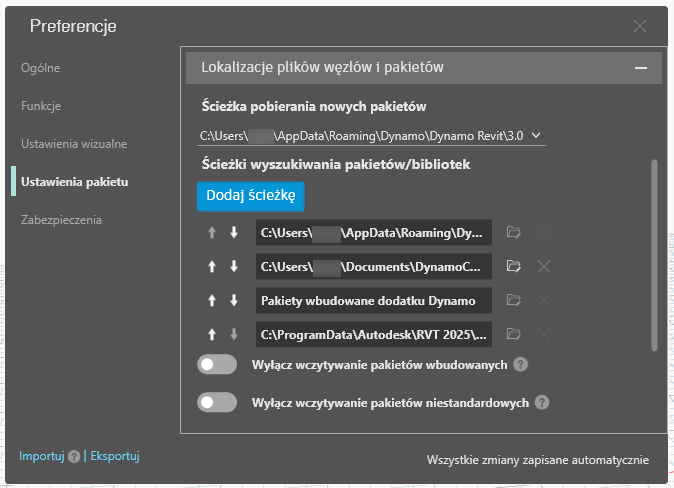 Preferencje
Ogólne
Funkcje
Ustawienia wizualne
Ustawienia pakietu
Zabezpieczenia
Lokalizacje plików węzłów i pakietów
Ścieżka pobierania nowych pakietów
C:\Users\ \AppData\Roaming\Dynamo\Dynamo Revit\3.0
Ścieżki wyszukiwania pakietów/bibliotek
Dodaj ścieżkę
C:\Users\ \AppData\Roaming\Dy...
C:\Users\ \Documents\DynamoC...
Pakiety wbudowane dodatku Dynamo
C:\ProgramData\Autodesk\RVT 2025\...
Wyłącz wczytywanie pakietów wbudowanych ?
Wyłącz wczytywanie pakietów niestandardowych ?
Importuj ? | Eksportuj
Wszystkie zmiany zapisane automatycznie